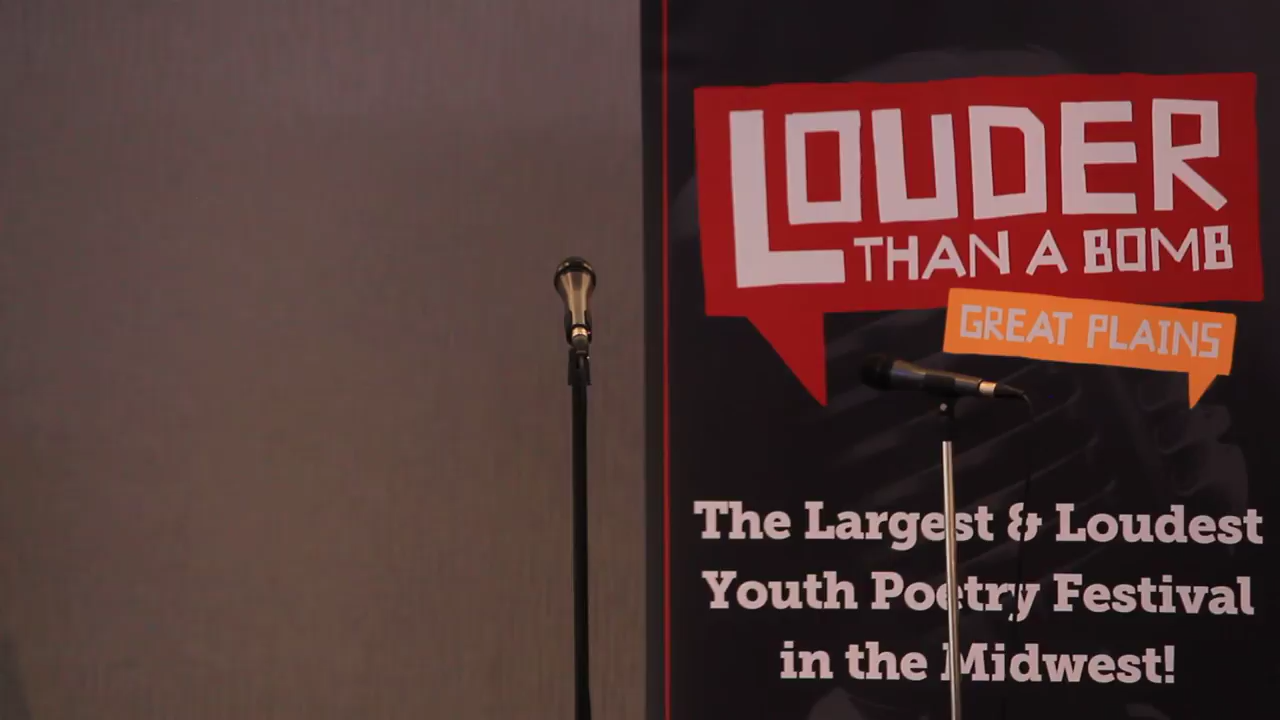 LOUDER
THAN A BOMB
GREAT PLAINS
The Largest & Loudest
Youth Poetry Festival
in the Midwest!